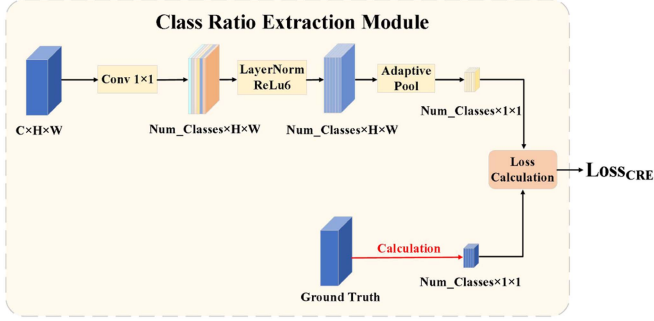 Class Ratio Extraction Module
Conv 1×1
LayerNorm
ReLu6
Adaptive
Pool
C×H×W
Num_Classes×H×W
Num_Classes×H×W
Num_Classes×1×1
Loss
Calculation
Loss_CRE
Calculation
Ground Truth
Num_Classes×1×1